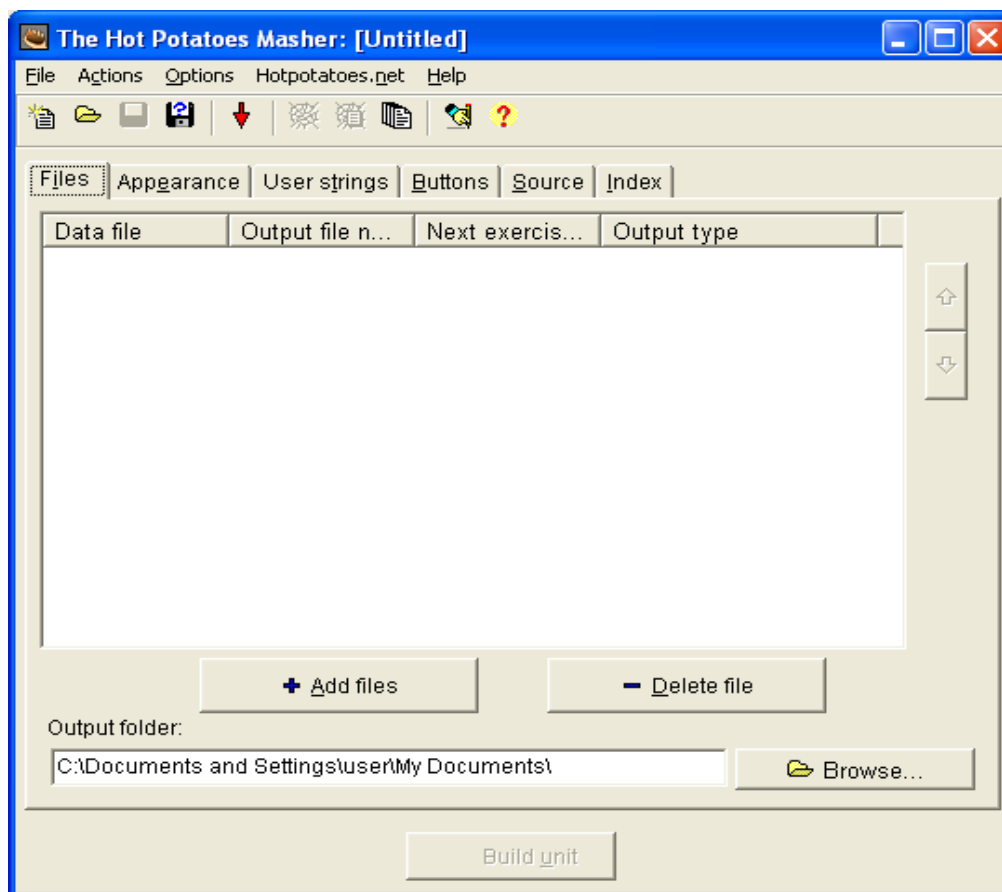 The Hot Potatoes Masher: [Untitled]
File Actions Options Hotpotatoes.net Help
Files Appearance User strings Buttons Source Index
Data file Output file n... Next exercis... Output type
Add files Delete file
Output folder:
C:\Documents and Settings\user\My Documents\ Browse...
Build unit